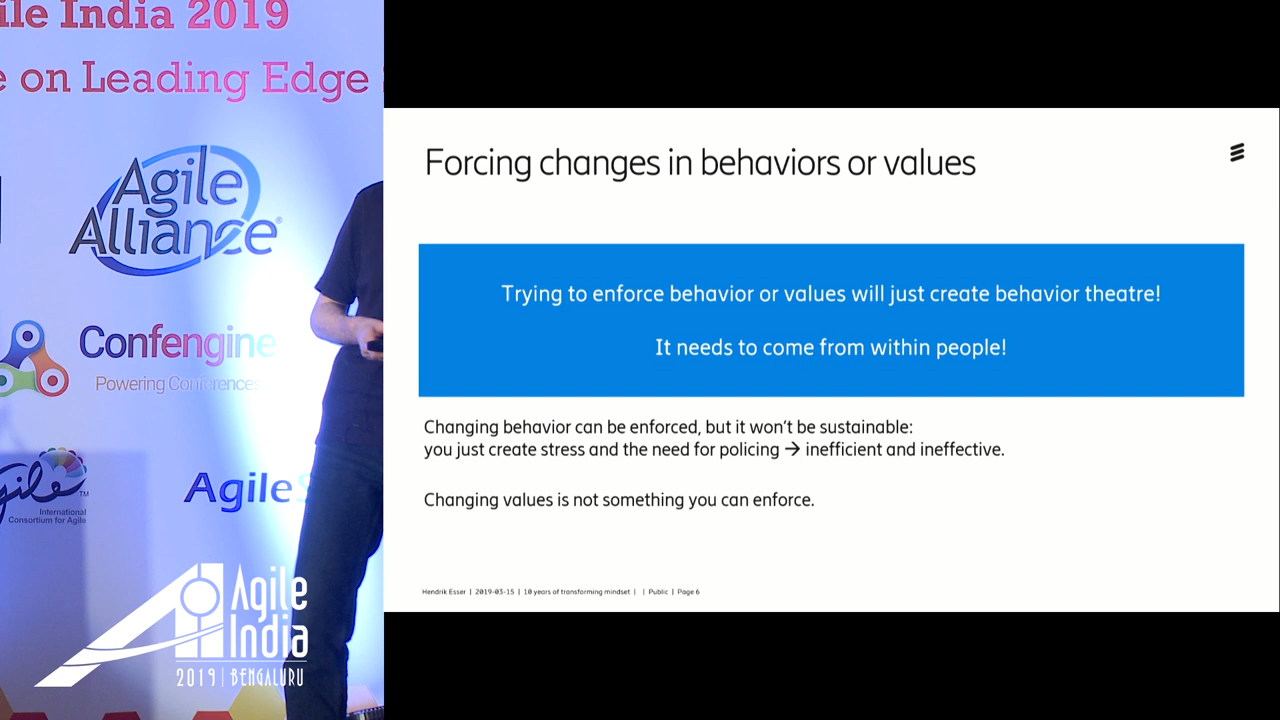 ile India 2019
e on Leading Edge
Agile
Alliance®
Confengine
Powering Conferences
gile TM
International
Consortium for Agile
Agile
Agile
India
2019 | BENGALURU
Forcing changes in behaviors or values
Trying to enforce behavior or values will just create behavior theatre!
It needs to come from within people!
Changing behavior can be enforced, but it won't be sustainable:
you just create stress and the need for policing → inefficient and ineffective.
Changing values is not something you can enforce.
Hendrik Esser | 2019-03-15 | 10 years of transforming mindset | | Public | Page 6